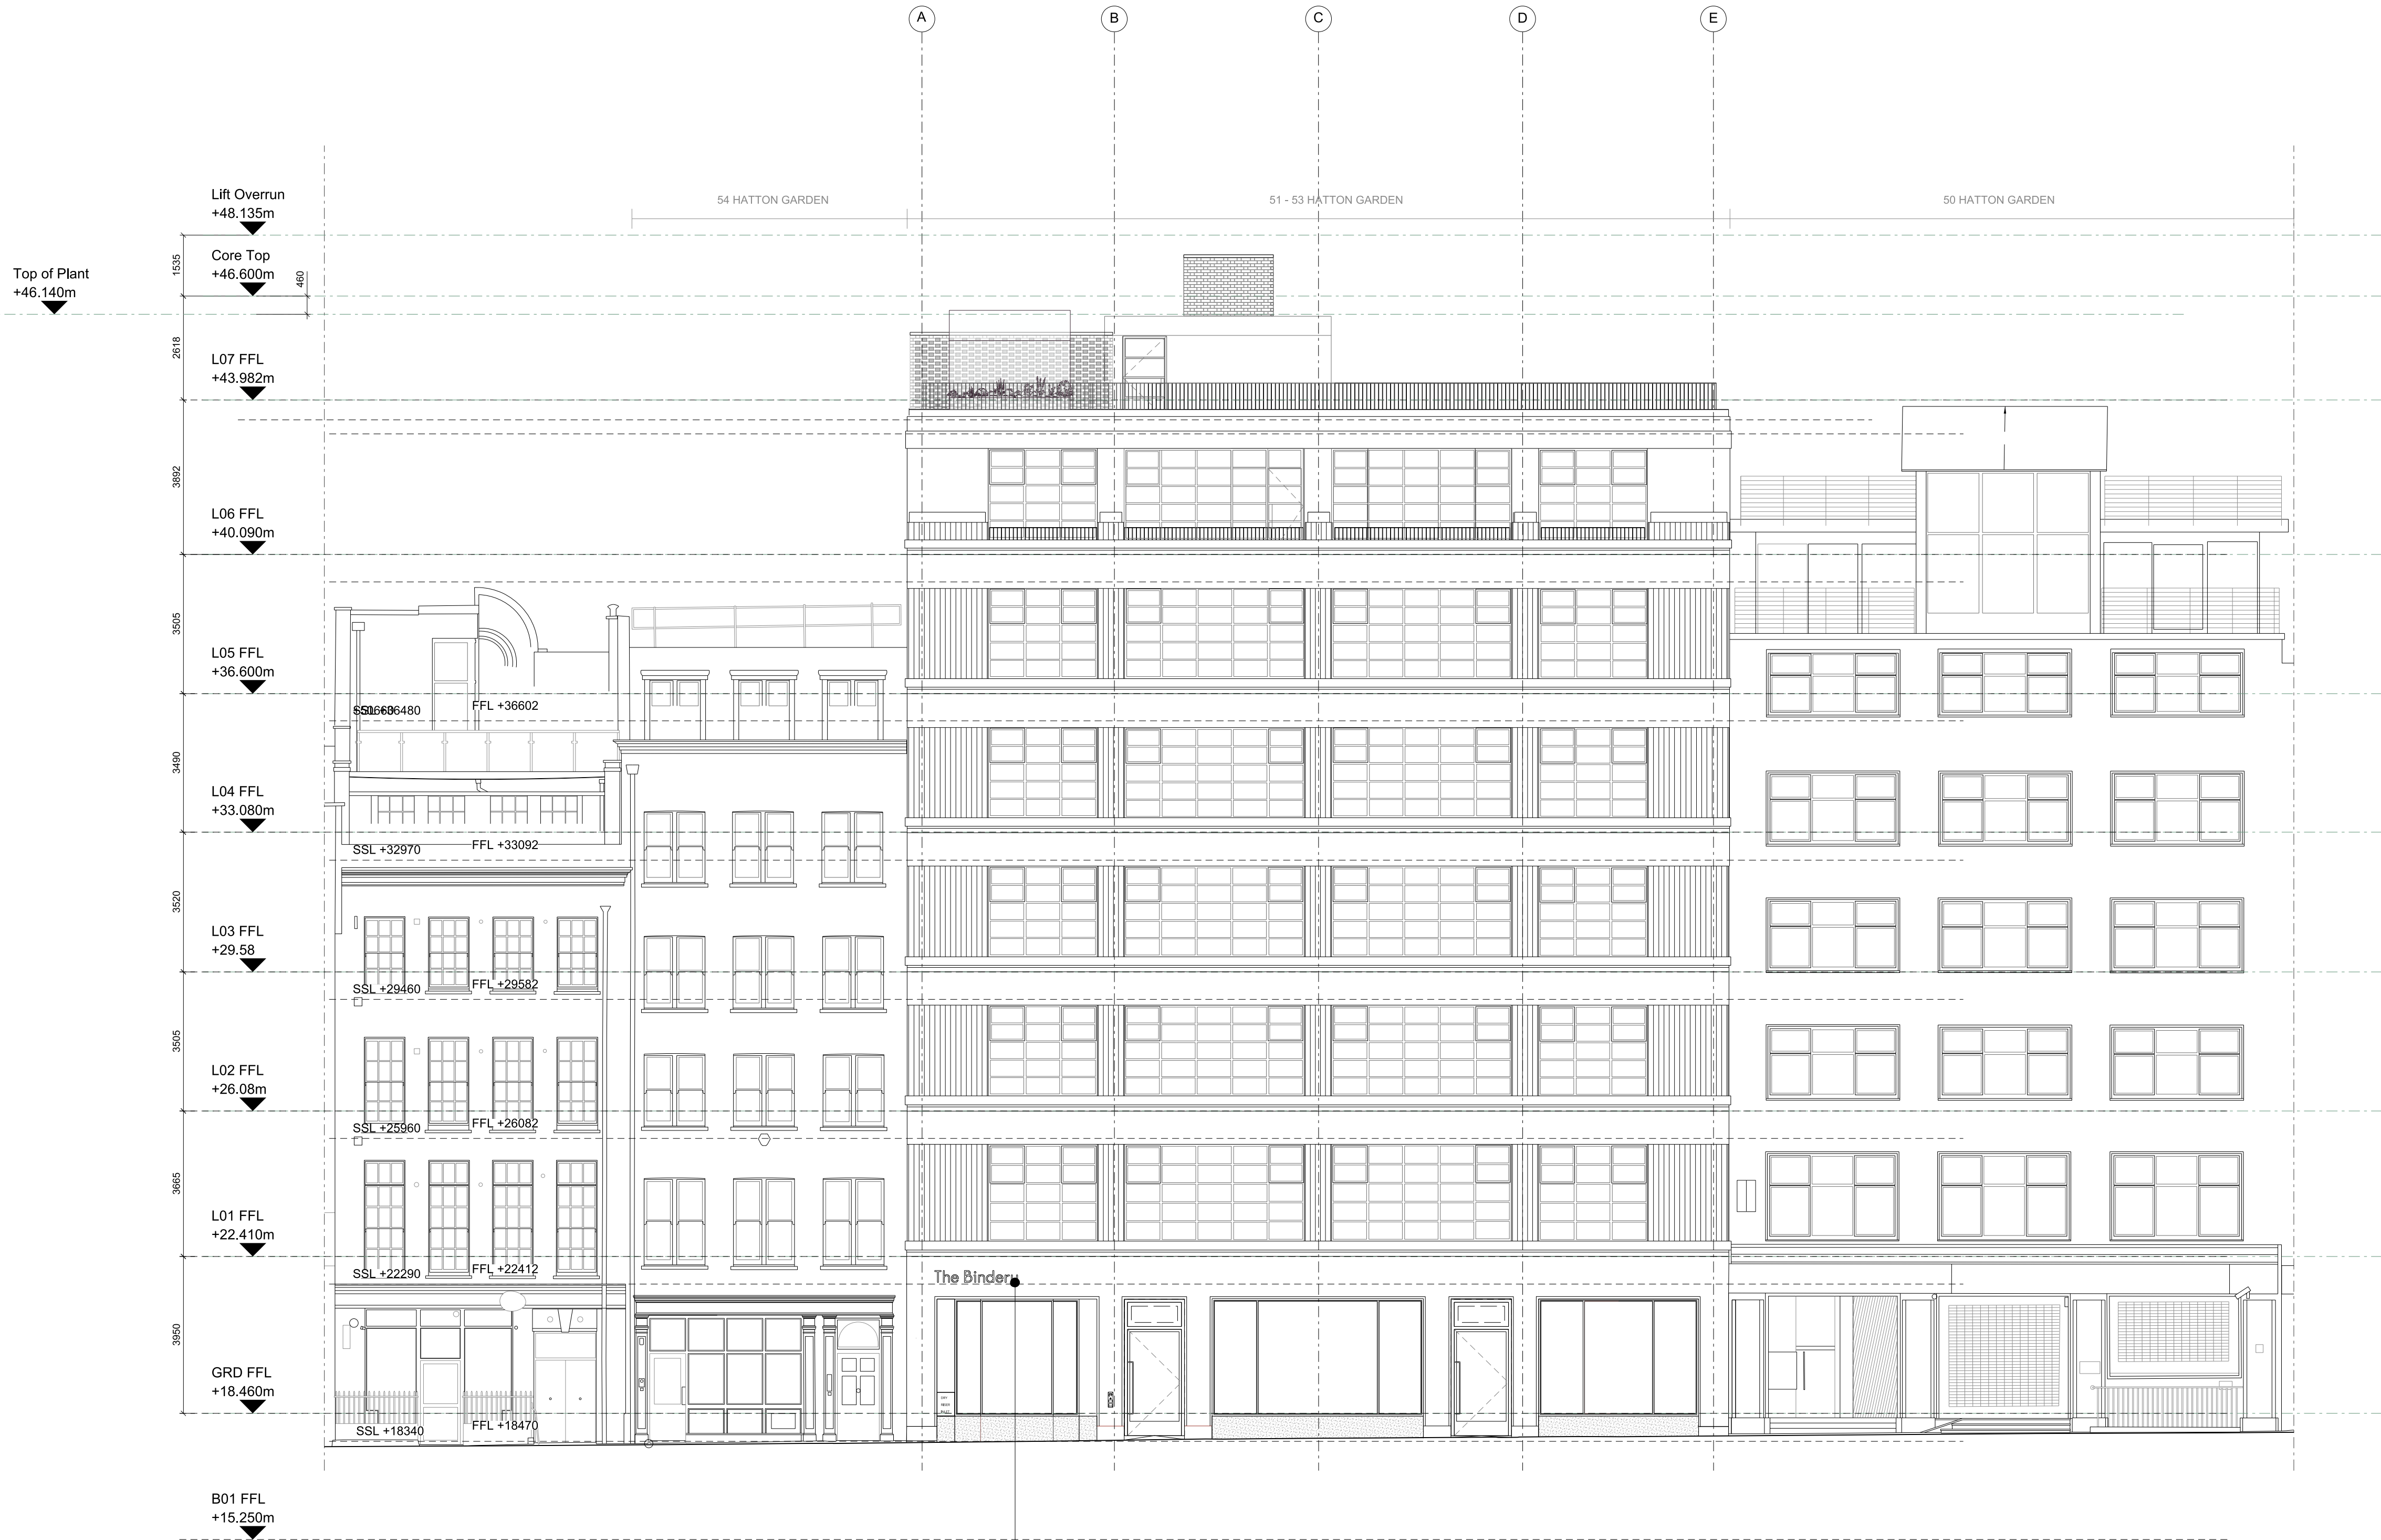 A
B
C
D
E
54 HATTON GARDEN
51 - 53 HATTON GARDEN
50 HATTON GARDEN
Lift Overrun
+48.135m
Core Top
+46.600m
Top of Plant
+46.140m
L07 FFL
+43.982m
L06 FFL
+40.090m
L05 FFL
+36.600m
L04 FFL
+33.080m
L03 FFL
+29.58
L02 FFL
+26.08m
L01 FFL
+22.410m
GRD FFL
+18.460m
B01 FFL
+15.250m
1535
460
2618
3892
3505
3490
3520
3505
3665
3950
FFL +36602
SSL +32970
FFL +33092
SSL +29460
FFL +29582
SSL +25960
FFL +26082
SSL +22290
FFL +22412
SSL +18340
FFL +18470
The Bindery
DRY
RISER
INLET